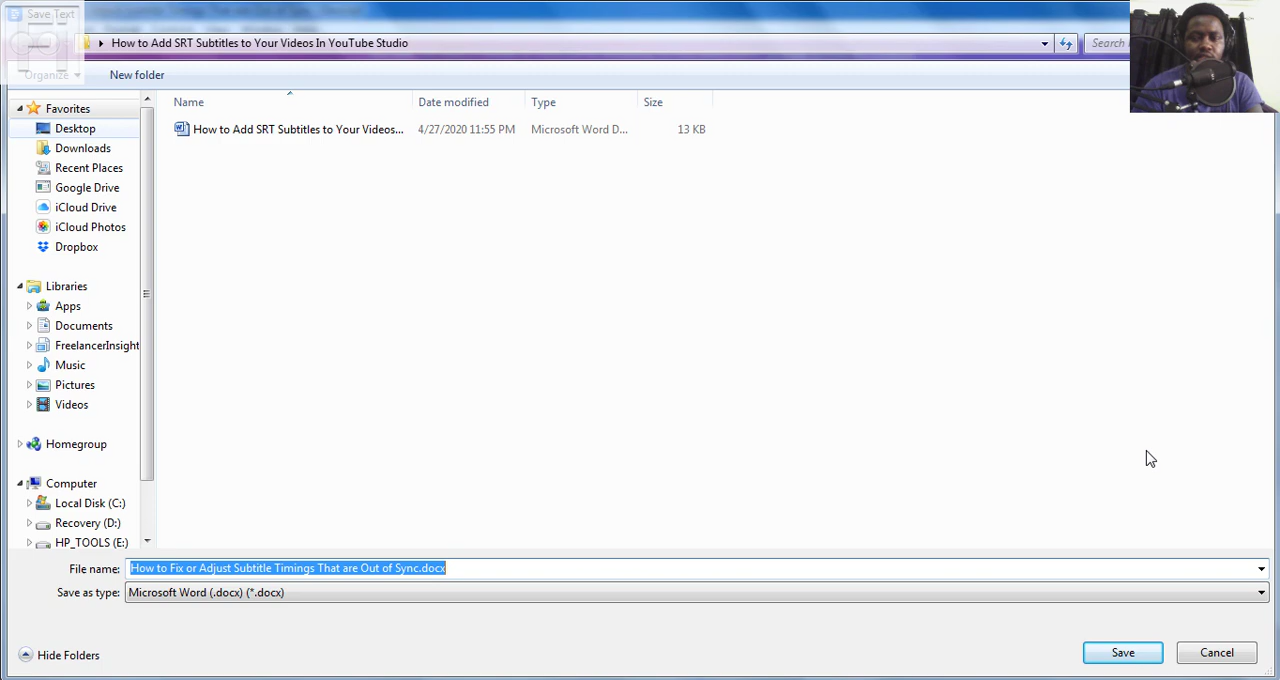 Save Text
How to Add SRT Subtitles to Your Videos In YouTube Studio
Search
Organize
New folder
Name
Date modified
Type
Size
How to Add SRT Subtitles to Your Videos...
4/27/2020 11:55 PM
Microsoft Word D...
13 KB
Favorites
Desktop
Downloads
Recent Places
Google Drive
iCloud Drive
iCloud Photos
Dropbox
Libraries
Apps
Documents
FreelancerInsight
Music
Pictures
Videos
Homegroup
Computer
Local Disk (C:)
Recovery (D:)
HP_TOOLS (E:)
File name:
How to Fix or Adjust Subtitle Timings That are Out of Sync.docx
Save as type:
Microsoft Word (.docx) (*.docx)
Hide Folders
Save
Cancel